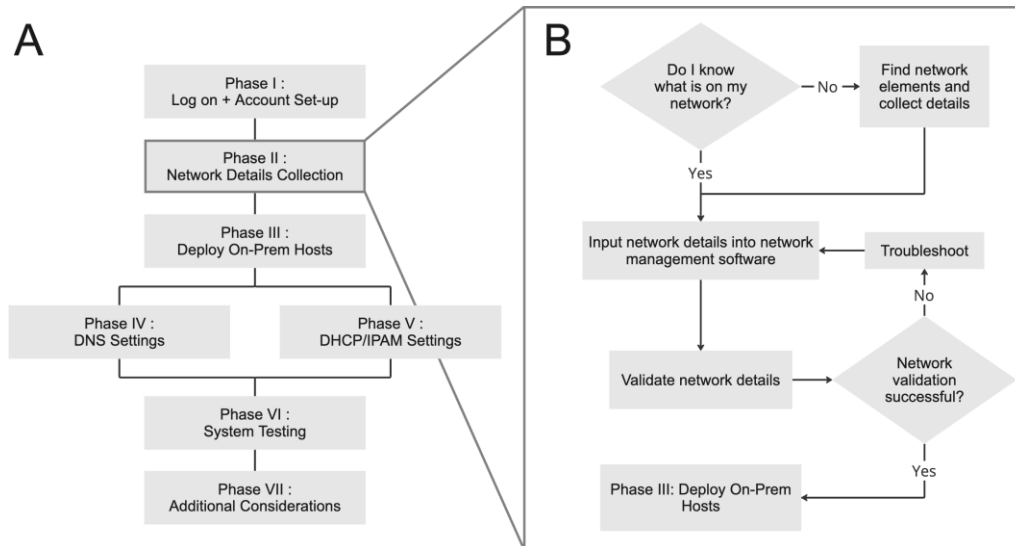 A
Phase I :
Log on + Account Set-up
Phase II :
Network Details Collection
Phase III :
Deploy On-Prem Hosts
Phase IV :
DNS Settings
Phase V :
DHCP/IPAM Settings
Phase VI :
System Testing
Phase VII :
Additional Considerations
B
Do I know
what is on my
network?
No
Find network
elements and
collect details
Yes
Input network details into network
management software
Troubleshoot
No
Validate network details
Network
validation
successful?
Yes
Phase III: Deploy On-Prem
Hosts